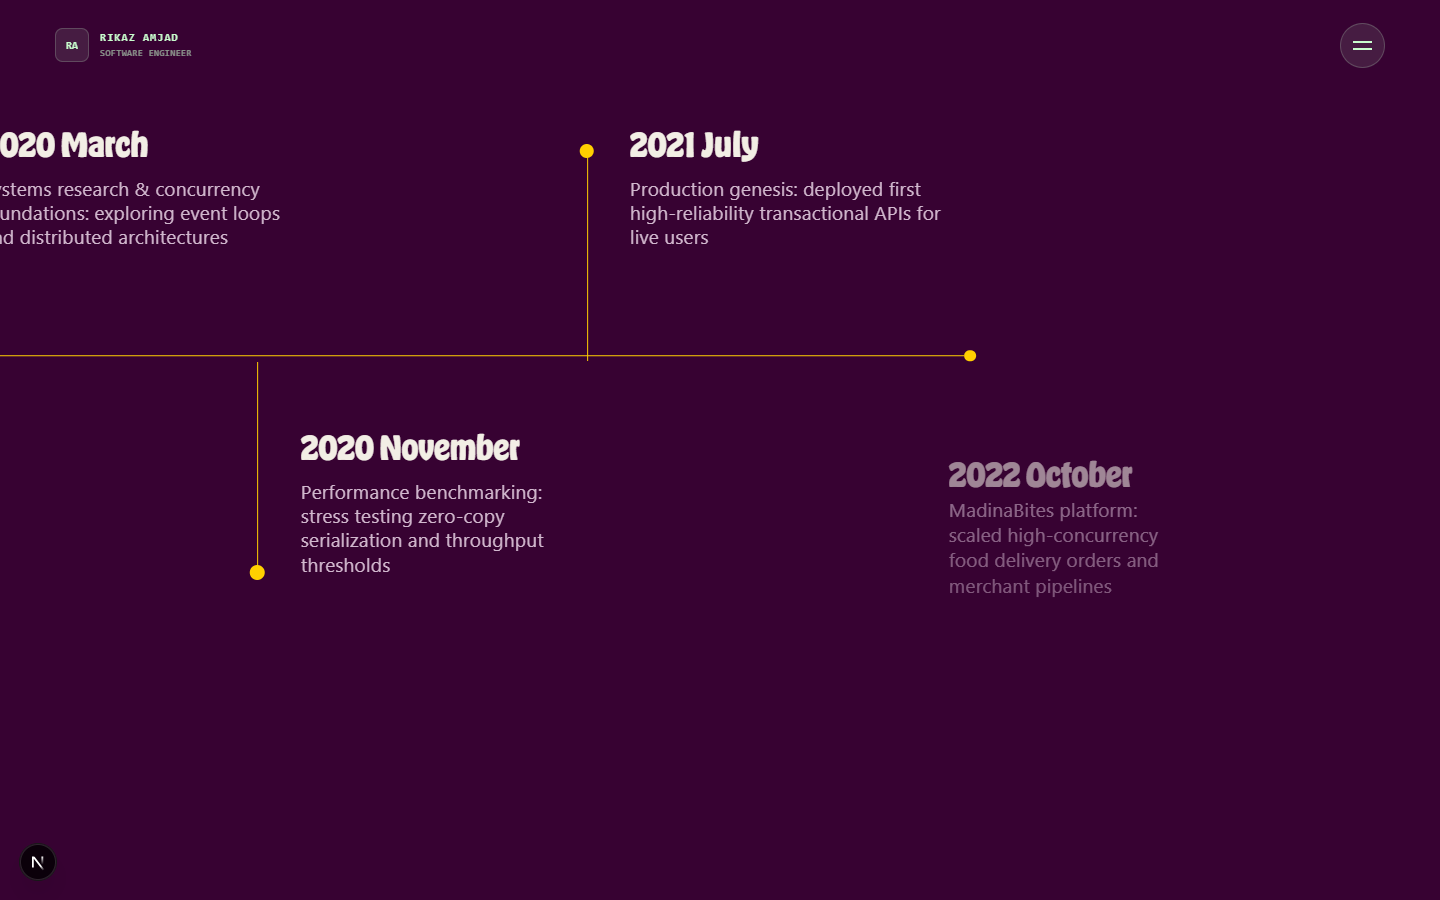 RA
RIKAZ AMJAD
SOFTWARE ENGINEER
020 March
ystems research & concurrency
undations: exploring event loops
nd distributed architectures
2021 July
Production genesis: deployed first
high-reliability transactional APIs for
live users
2020 November
Performance benchmarking:
stress testing zero-copy
serialization and throughput
thresholds
2022 October
MadinaBites platform:
scaled high-concurrency
food delivery orders and
merchant pipelines
N